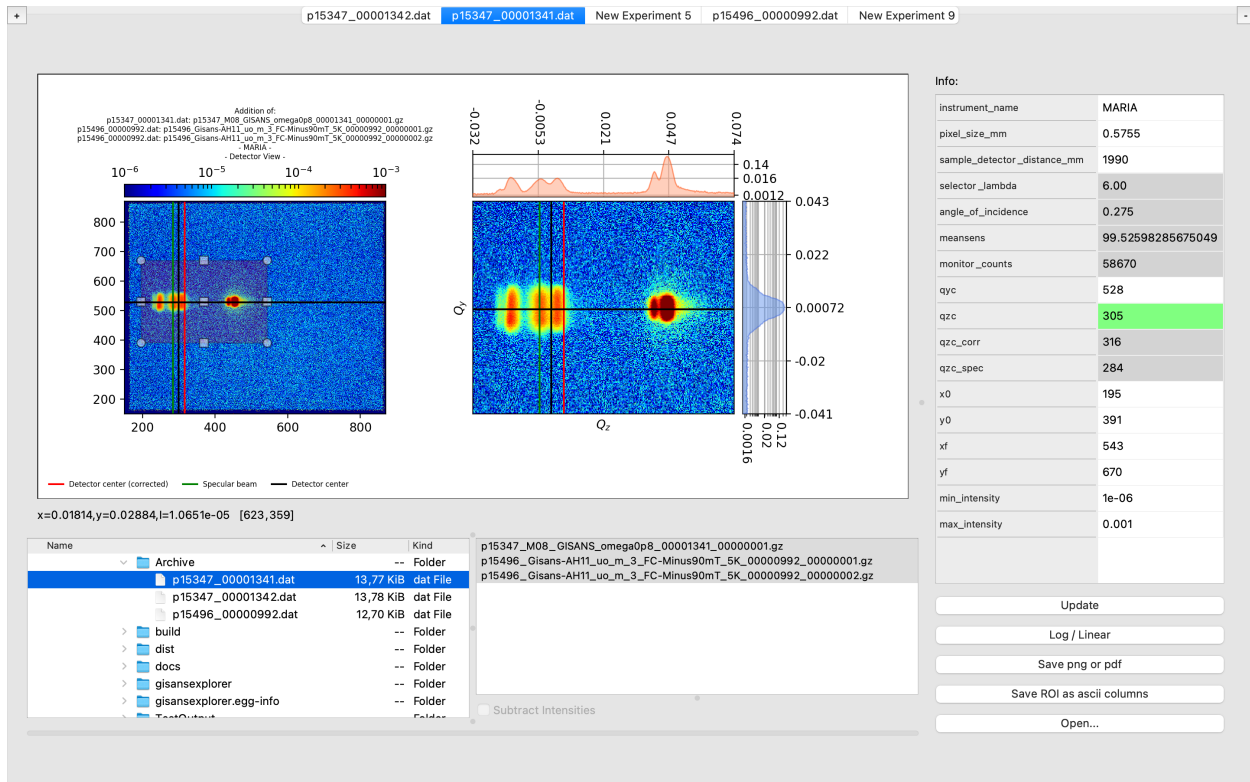 +
p15347_00001342.dat
p15347_00001341.dat
New Experiment 5
p15496_00000992.dat
New Experiment 9
-
Addition of:
p15347_00001341.dat: p15347_M08_GISANS_omega0p8_00001341_00000001.gz
p15496_00000992.dat: p15496_Gisans-AH11_uo_m_3_FC-Minus90mT_5K_00000992_00000001.gz
p15496_00000992.dat: p15496_Gisans-AH11_uo_m_3_FC-Minus90mT_5K_00000992_00000002.gz
- MARIA -
- Detector View -
10⁻⁶ 10⁻⁵ 10⁻⁴ 10⁻³
800
700
600
500
400
300
200
200 400 600 800
-0.032 -0.0053 0.021 0.047 0.074
0.14
0.016
0.0012
0.043
0.022
0.00072
-0.02
-0.041
Qy
Qz
0.0016 0.02 0.12
Detector center (corrected)
Specular beam
Detector center
x=0.01814,y=0.02884,I=1.0651e-05 [623,359]
Name Size Kind
Archive -- Folder
p15347_00001341.dat 13,77 KiB dat File
p15347_00001342.dat 13,78 KiB dat File
p15496_00000992.dat 12,70 KiB dat File
build -- Folder
dist -- Folder
docs -- Folder
gisansexplorer -- Folder
gisansexplorer.egg-info -- Folder
TestOutput -- Folder
p15347_M08_GISANS_omega0p8_00001341_00000001.gz
p15496_Gisans-AH11_uo_m_3_FC-Minus90mT_5K_00000992_00000001.gz
p15496_Gisans-AH11_uo_m_3_FC-Minus90mT_5K_00000992_00000002.gz
Subtract Intensities
Info:
instrument_name MARIA
pixel_size_mm 0.5755
sample_detector_distance_mm 1990
selector_lambda 6.00
angle_of_incidence 0.275
meansens 99.52598285675049
monitor_counts 58670
qyc 528
qzc 305
qzc_corr 316
qzc_spec 284
x0 195
y0 391
xf 543
yf 670
min_intensity 1e-06
max_intensity 0.001
Update
Log / Linear
Save png or pdf
Save ROI as ascii columns
Open...